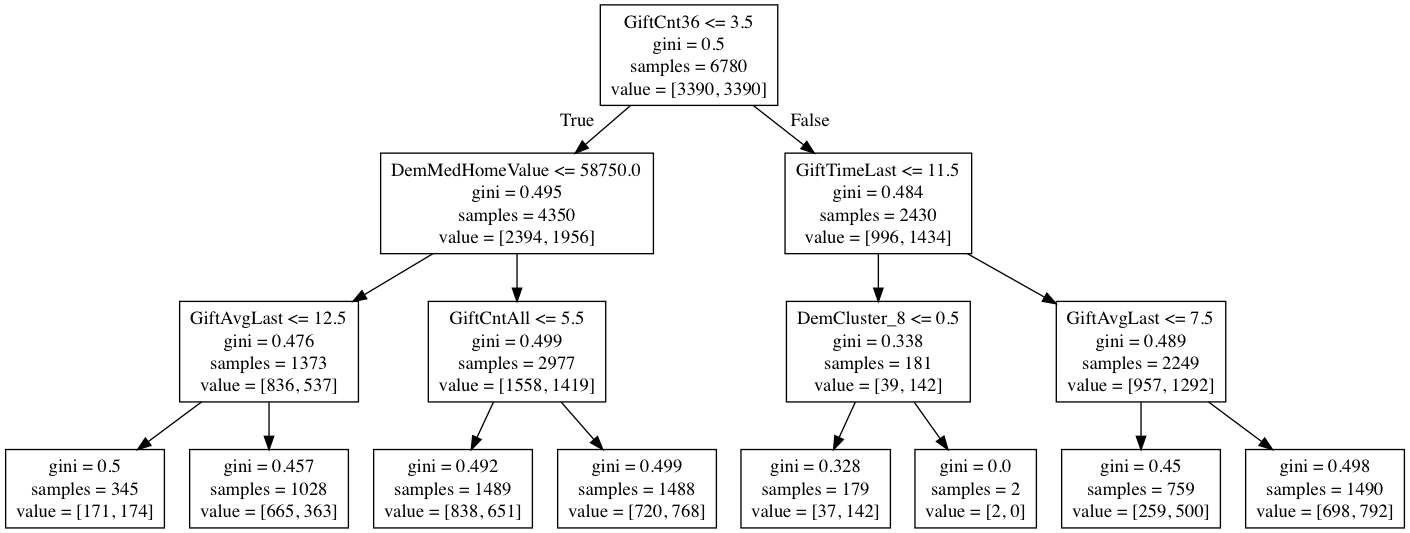 GiftCnt36 <= 3.5
gini = 0.5
samples = 6780
value = [3390, 3390]
True
False
DemMedHomeValue <= 58750.0
gini = 0.495
samples = 4350
value = [2394, 1956]
GiftTimeLast <= 11.5
gini = 0.484
samples = 2430
value = [996, 1434]
GiftAvgLast <= 12.5
gini = 0.476
samples = 1373
value = [836, 537]
GiftCntAll <= 5.5
gini = 0.499
samples = 2977
value = [1558, 1419]
DemCluster_8 <= 0.5
gini = 0.338
samples = 181
value = [39, 142]
GiftAvgLast <= 7.5
gini = 0.489
samples = 2249
value = [957, 1292]
gini = 0.5
samples = 345
value = [171, 174]
gini = 0.457
samples = 1028
value = [665, 363]
gini = 0.492
samples = 1489
value = [838, 651]
gini = 0.499
samples = 1488
value = [720, 768]
gini = 0.328
samples = 179
value = [37, 142]
gini = 0.0
samples = 2
value = [2, 0]
gini = 0.45
samples = 759
value = [259, 500]
gini = 0.498
samples = 1490
value = [698, 792]